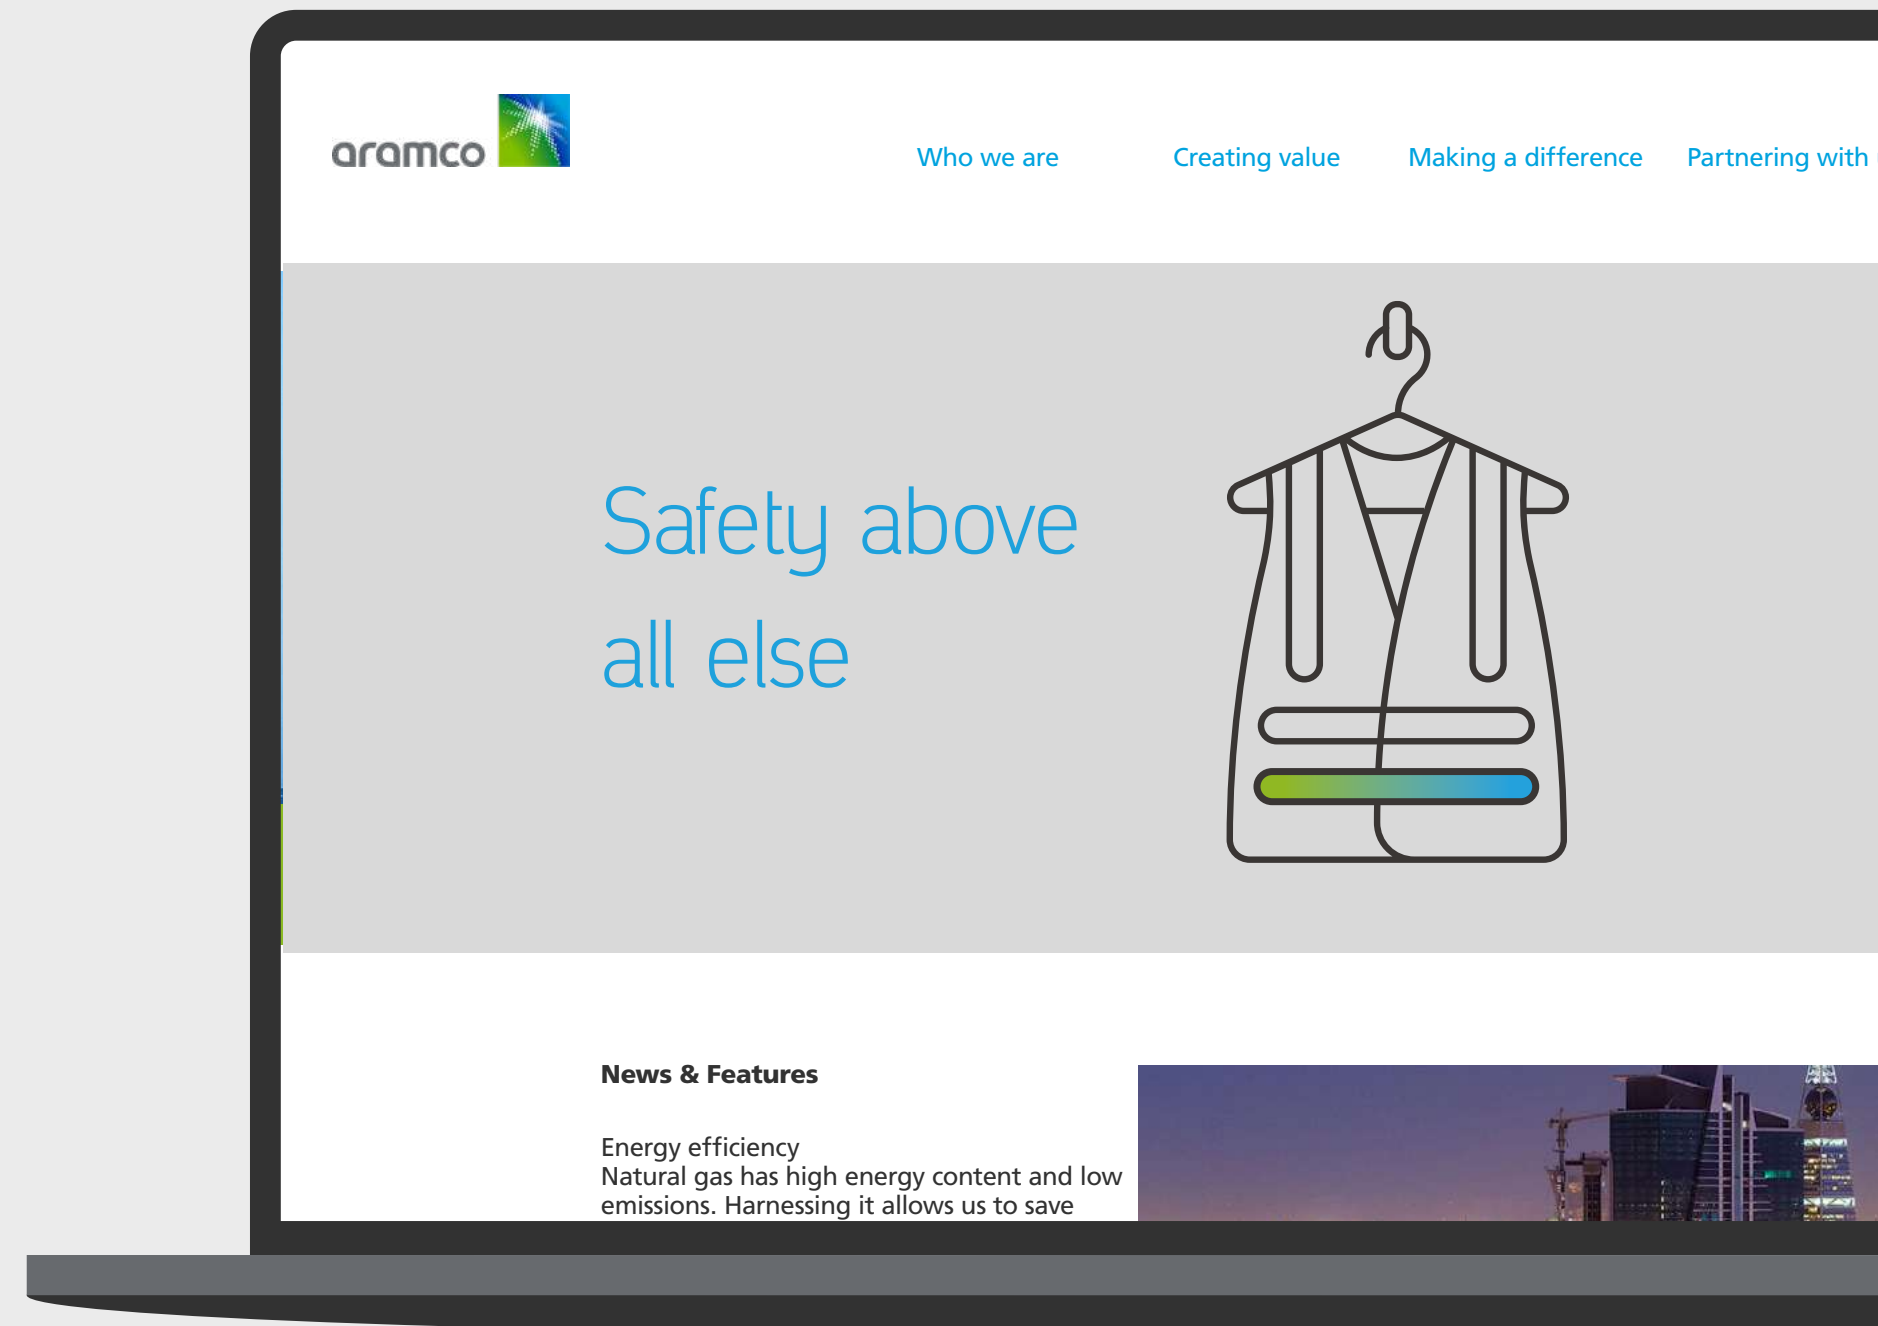 aramco
Who we are
Creating value
Making a difference
Partnering with
Safety above
all else
News & Features
Energy efficiency
Natural gas has high energy content and low
emissions. Harnessing it allows us to save